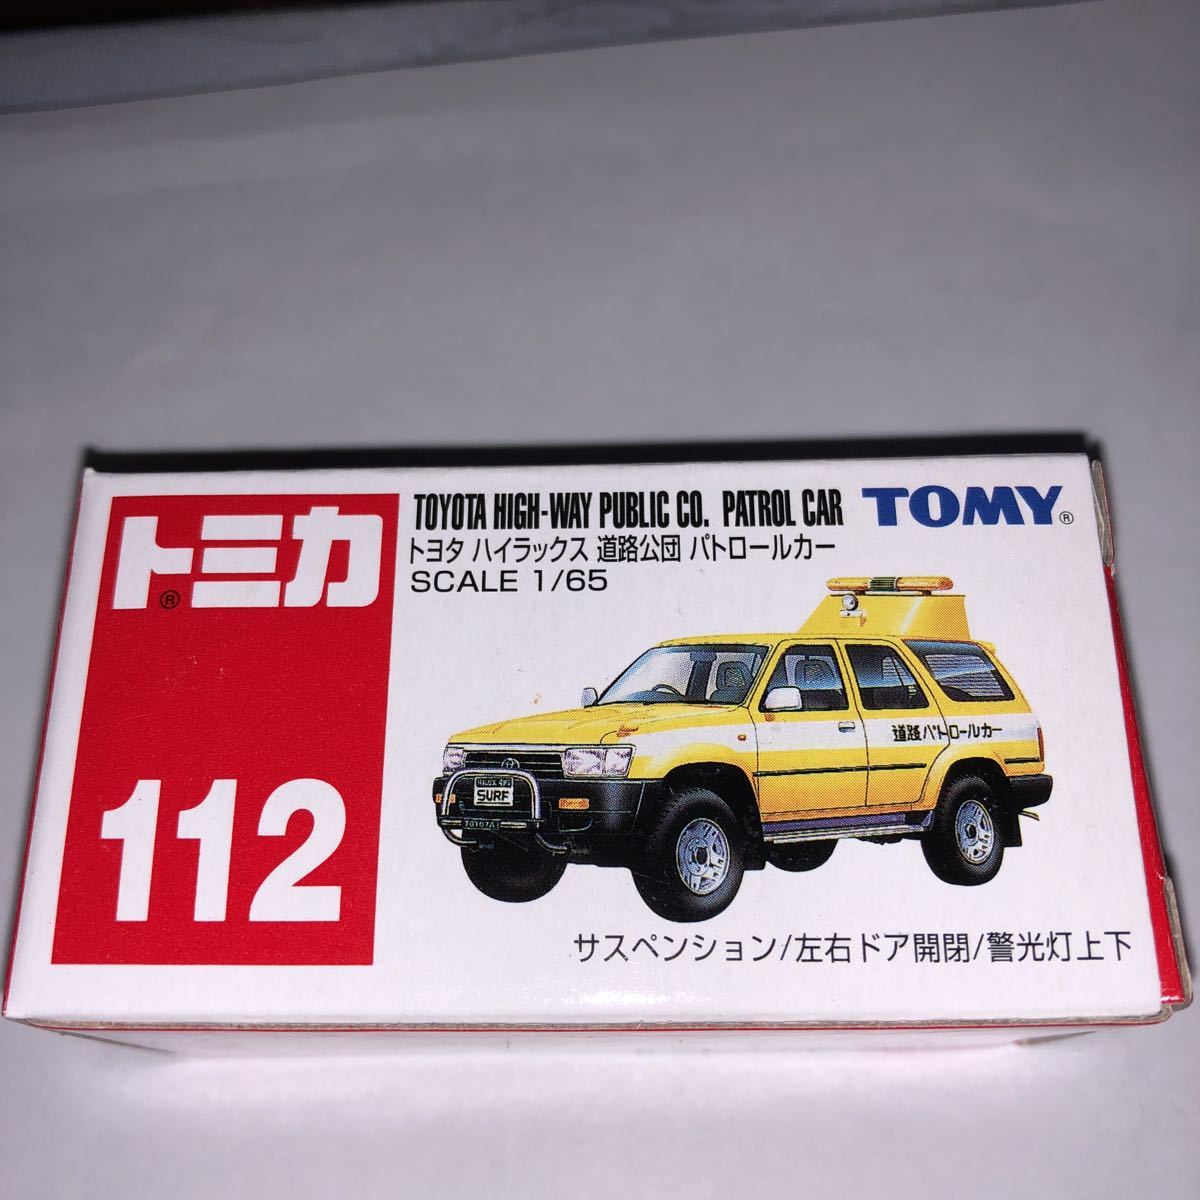 トミカ®
112
TOYOTA HIGH-WAY PUBLIC CO. PATROL CAR
TOMY®
トヨタ ハイラックス 道路公団 パトロールカー
SCALE 1/65
道路パトロールカー
HILUX 4WD
SURF
TOYOTA
サスペンション/左右ドア開閉/警光灯上下